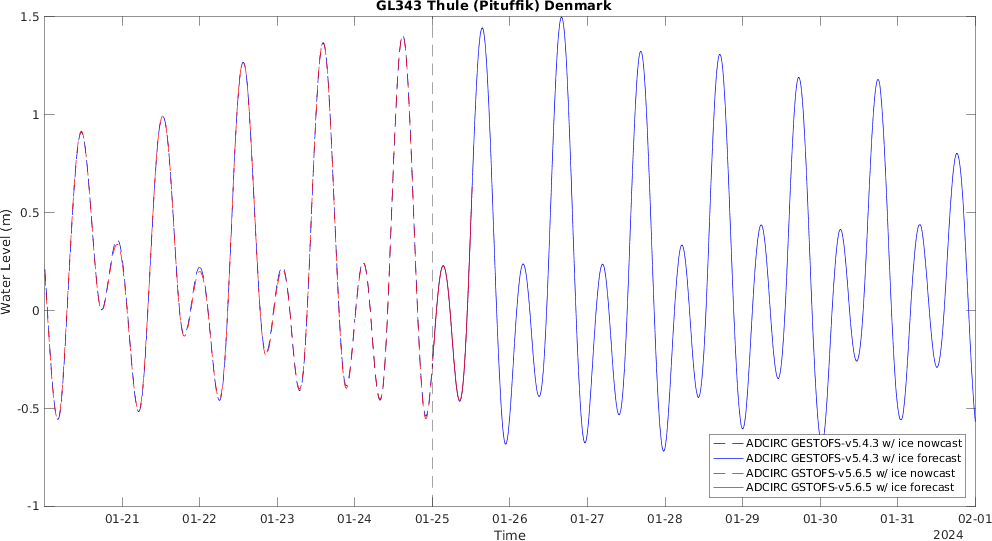 GL343 Thule (Pituffik) Denmark
1.5
1
0.5
0
-0.5
-1
Water Level (m)
ADCIRC GESTOFS-v5.4.3 w/ ice nowcast
ADCIRC GESTOFS-v5.4.3 w/ ice forecast
ADCIRC GSTOFS-v5.6.5 w/ ice nowcast
ADCIRC GSTOFS-v5.6.5 w/ ice forecast
01-21 01-22 01-23 01-24 01-25 01-26 01-27 01-28 01-29 01-30 01-31 02-01
Time
2024